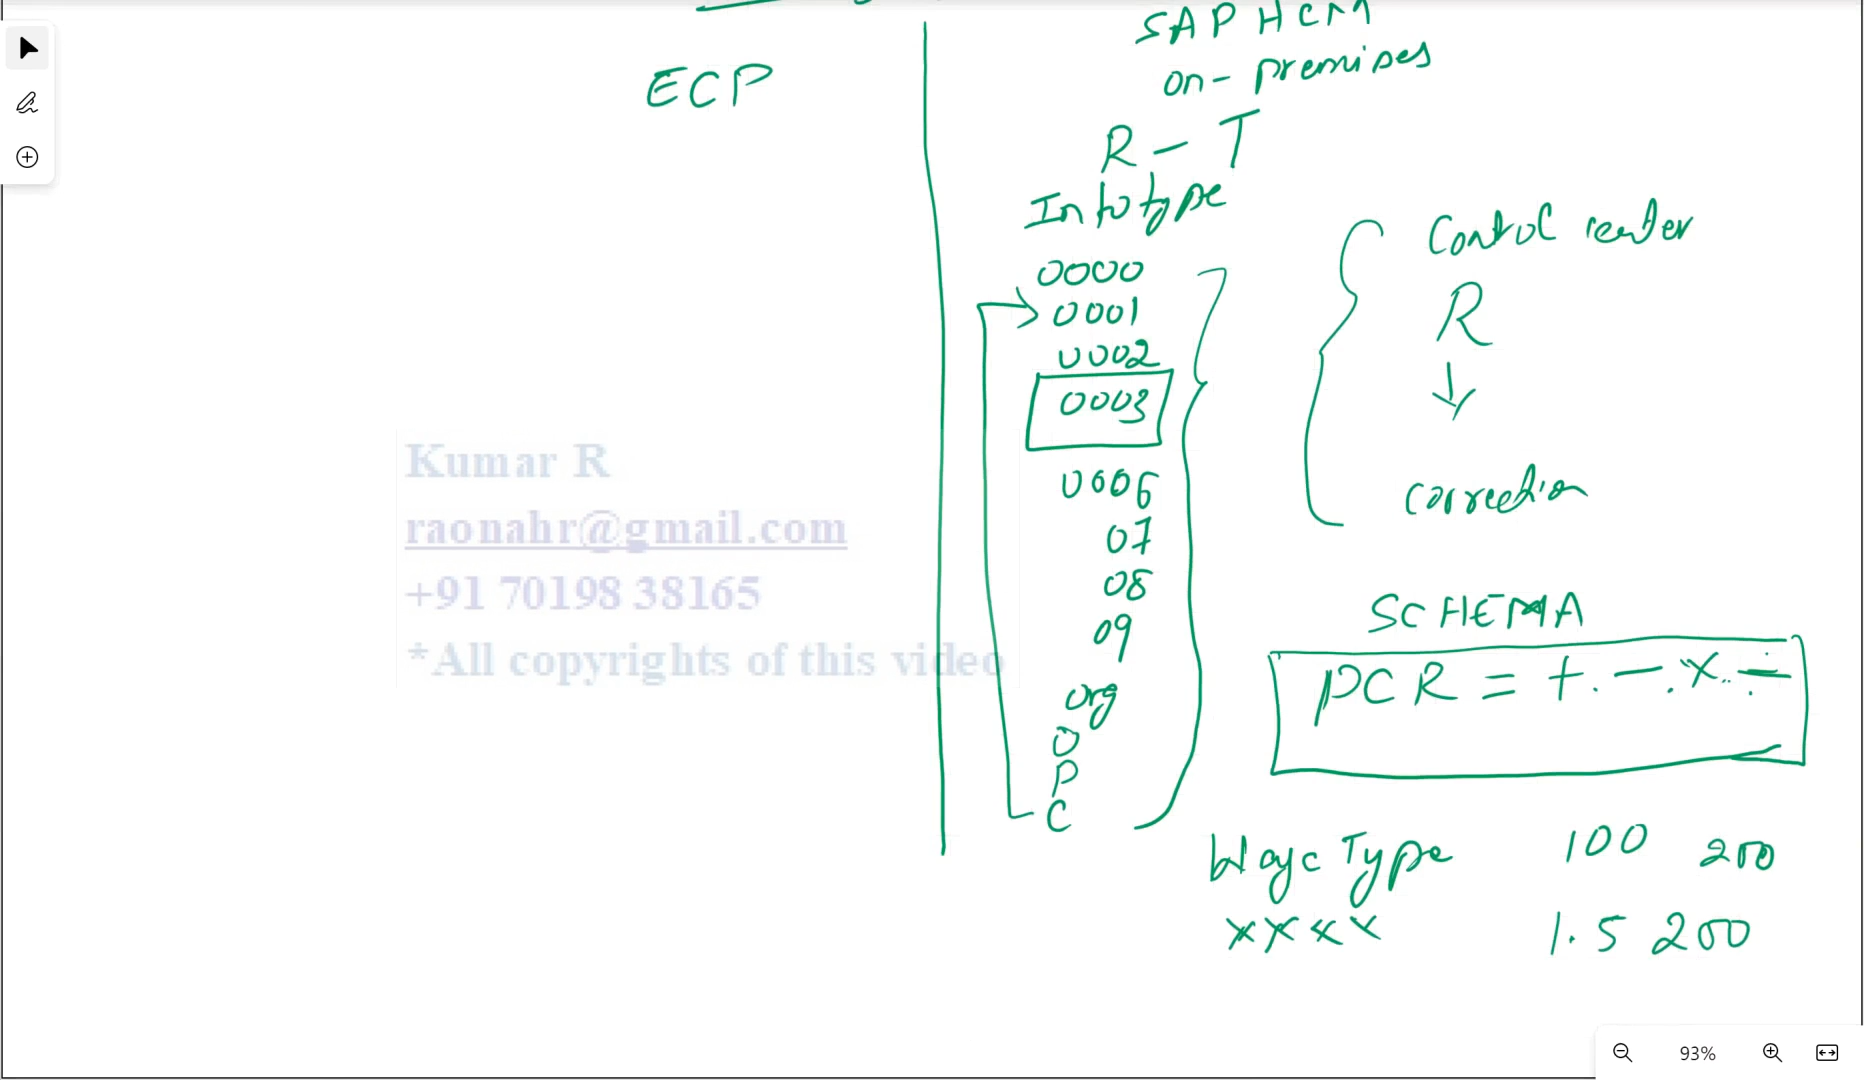 ECP
SAP HCM
on-premises
R - T
Infotype
0000
0001
0002
0003
0006
07
08
09
org
O
P
C
Control center
R
correction
SCHEMA
PCR = + . - . x .. ÷
Wage Type 100 200
xxxx 1.5 200
Kumar R
raonahr@gmail.com
+91 70198 38165
*All copyrights of this video
93%